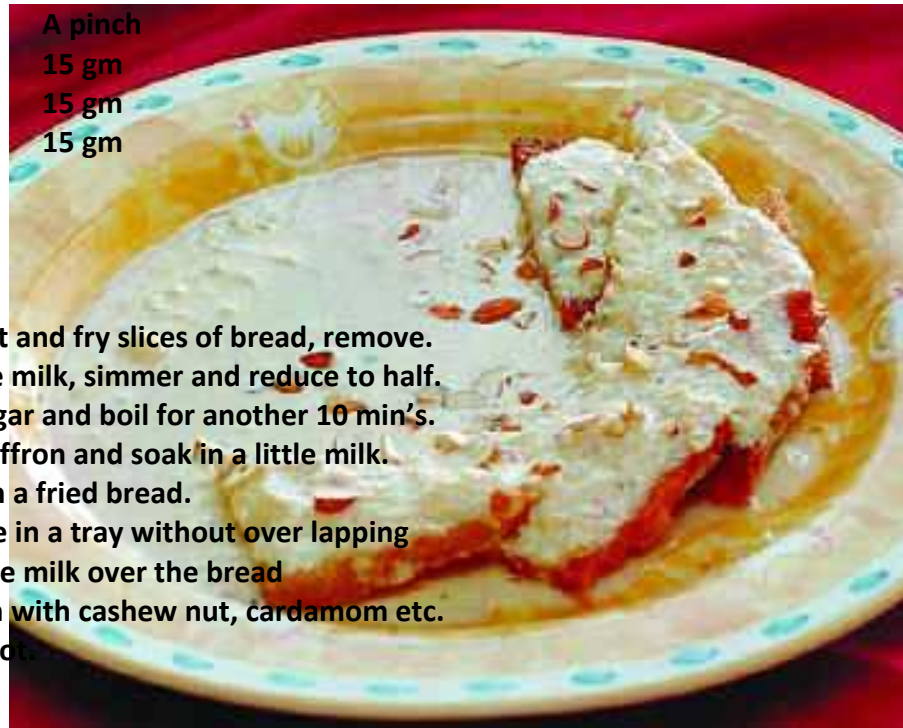 A pinch
15 gm
15 gm
15 gm
t and fry slices of bread, remove.
e milk, simmer and reduce to half.
gar and boil for another 10 min's.
ffron and soak in a little milk.
n a fried bread.
e in a tray without over lapping
e milk over the bread
n with cashew nut, cardamom etc.
ot.